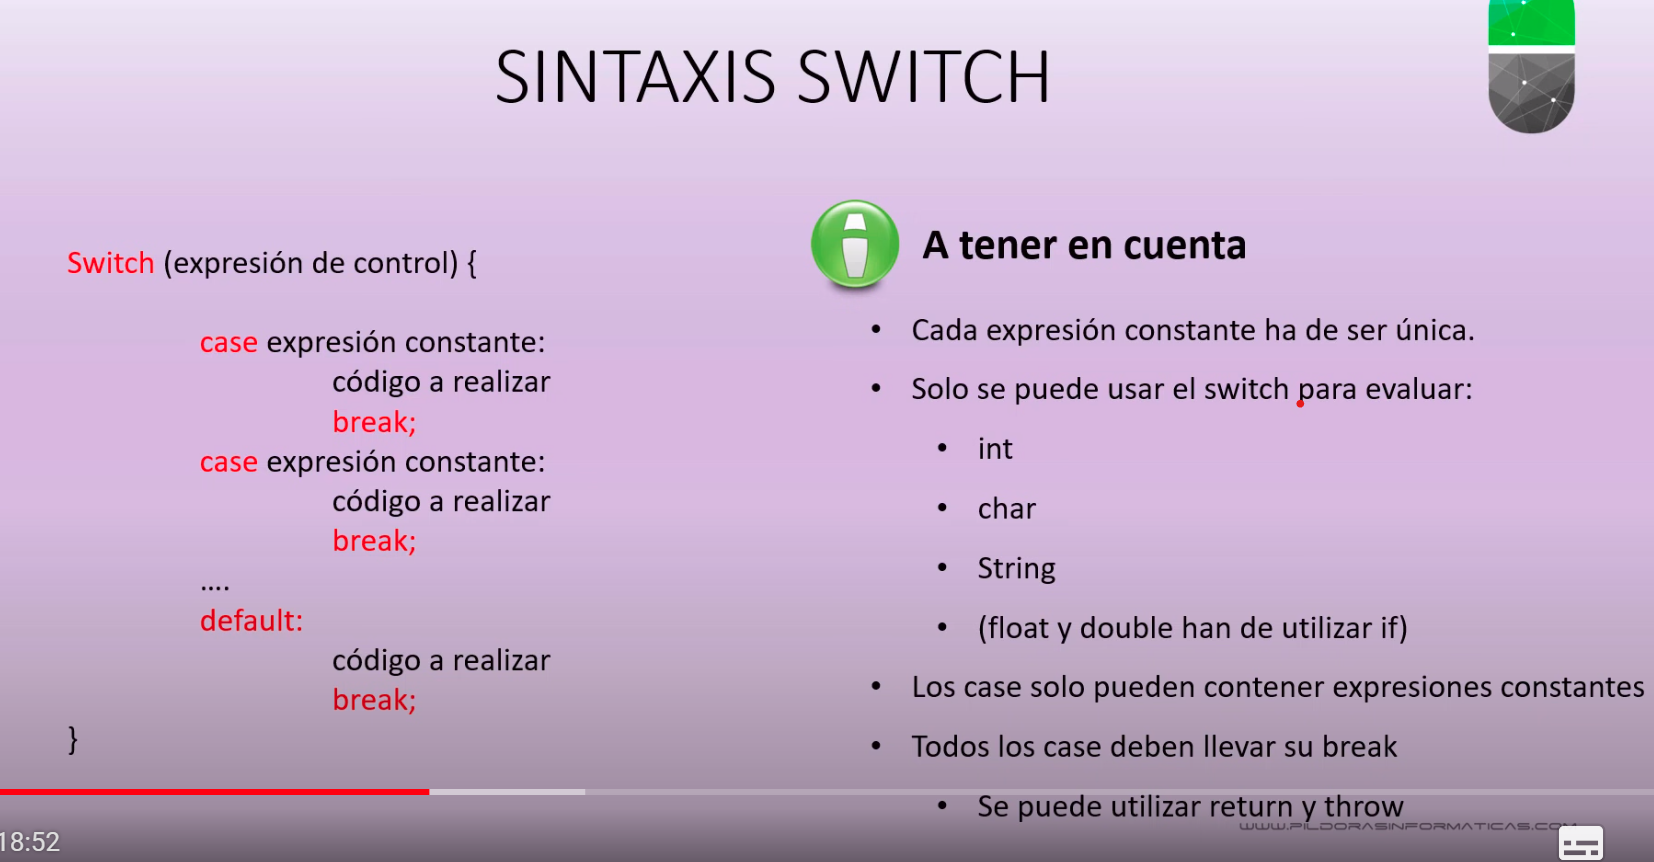 SINTAXIS SWITCH
Switch (expresión de control) {
case expresión constante:
código a realizar
break;
case expresión constante:
código a realizar
break;
....
default:
código a realizar
break;
}
A tener en cuenta
• Cada expresión constante ha de ser única.
• Solo se puede usar el switch para evaluar:
• int
• char
• String
• (float y double han de utilizar if)
• Los case solo pueden contener expresiones constantes
• Todos los case deben llevar su break
• Se puede utilizar return y throw
WWW.PILDORASINFORMATICAS.COM
18:52